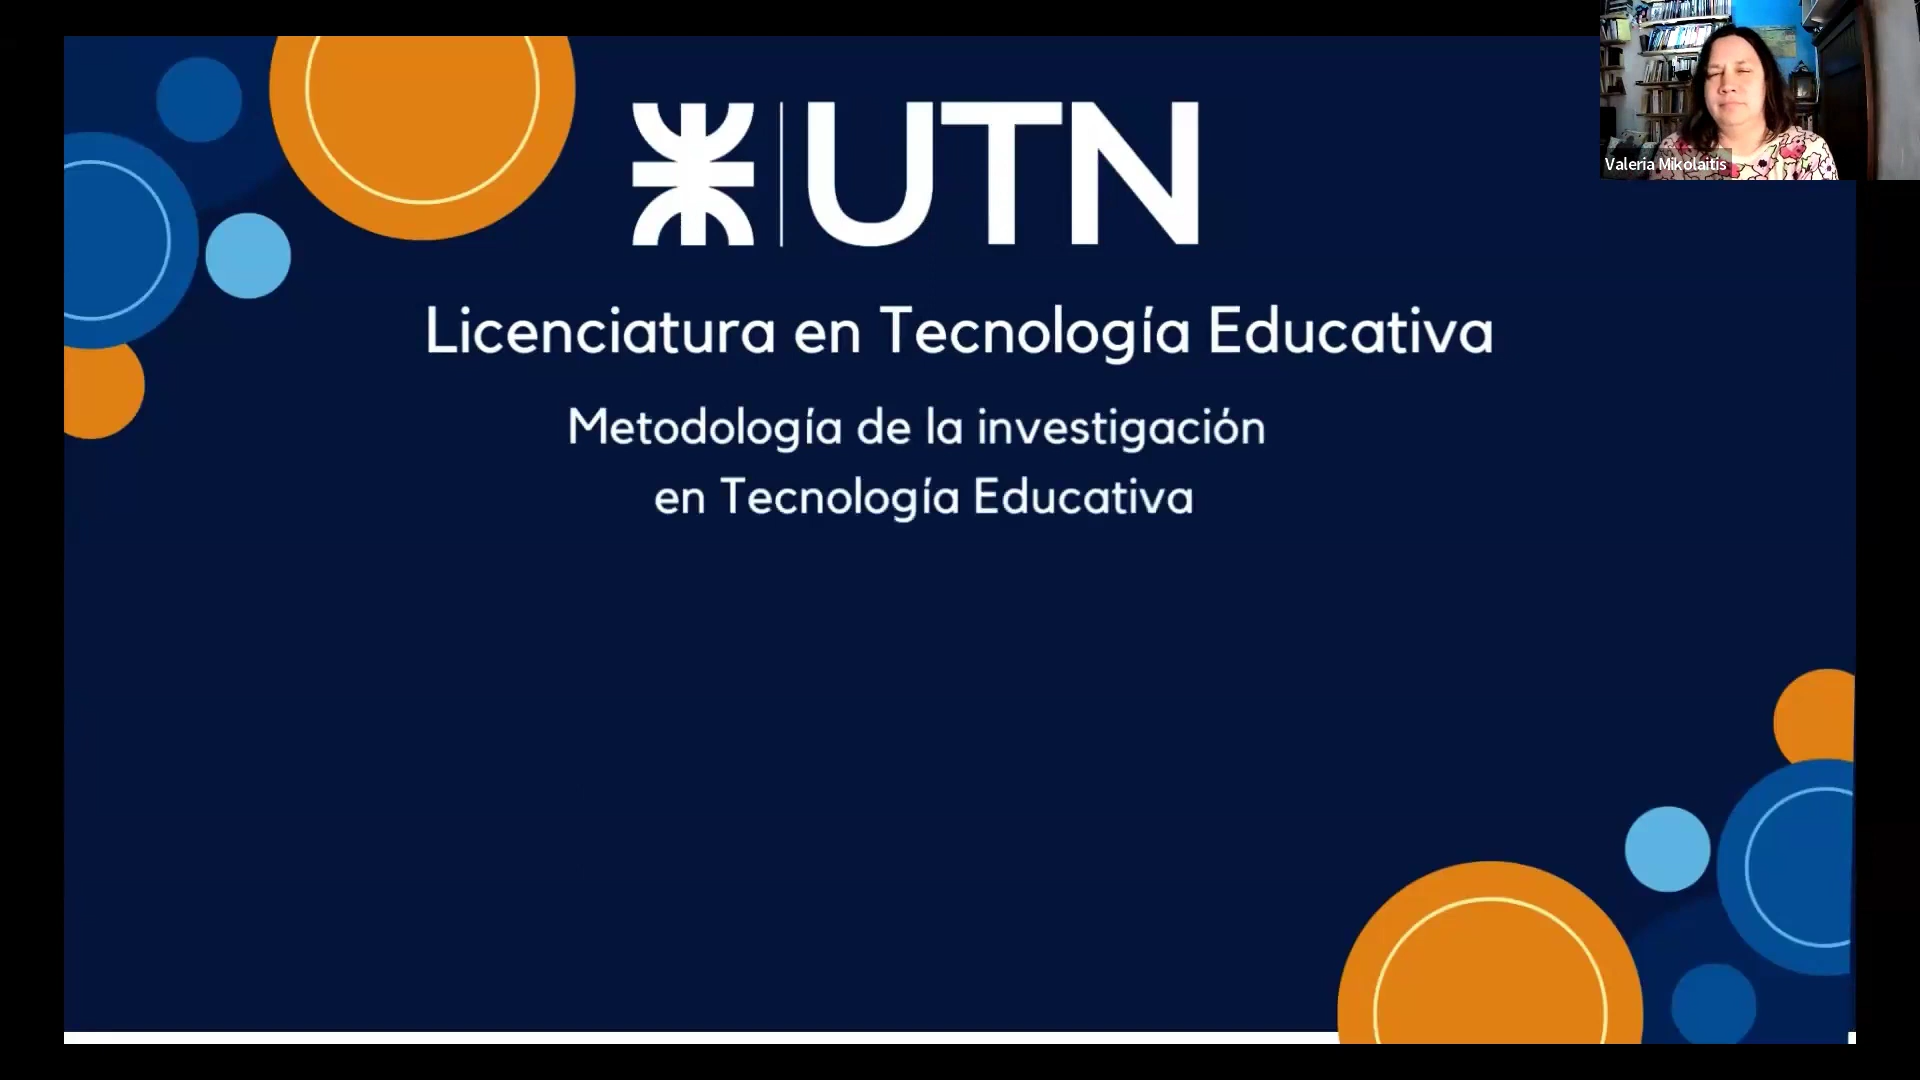 UTN
Licenciatura en Tecnología Educativa
Metodología de la investigación
en Tecnología Educativa
Valeria Mikolaitis